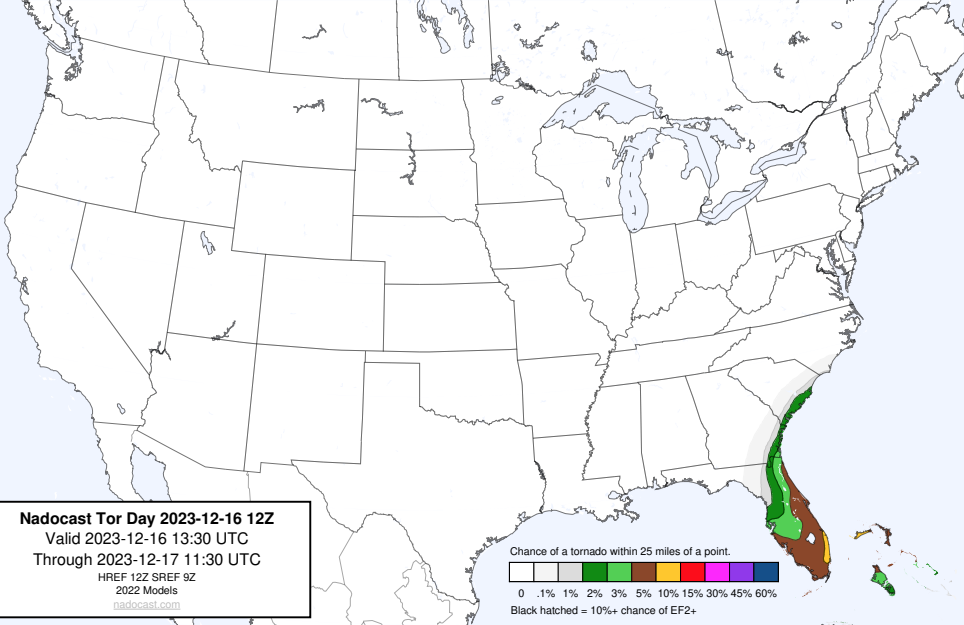 Nadocast Tor Day 2023-12-16 12Z
Valid 2023-12-16 13:30 UTC
Through 2023-12-17 11:30 UTC
HREF 12Z SREF 9Z
2022 Models
nadocast.com
Chance of a tornado within 25 miles of a point.
0 .1% 1% 2% 3% 5% 10% 15% 30% 45% 60%
Black hatched = 10%+ chance of EF2+